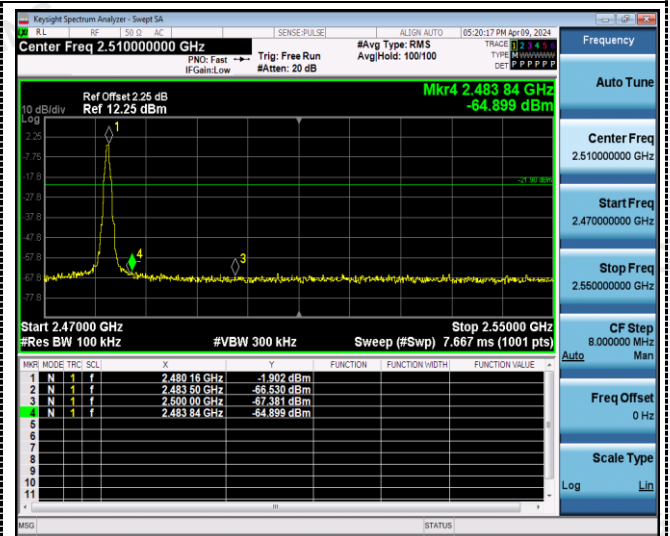 Keysight Spectrum Analyzer - Swept SA
RL RF 50 Ω AC SENSE:PULSE ALIGN AUTO 05:20:17 PM Apr 09, 2024
Center Freq 2.510000000 GHz
PNO: Fast Trig: Free Run
IFGain:Low #Atten: 20 dB
#Avg Type: RMS
Avg|Hold: 100/100
TRACE 1 2 3 4 5 6
TYPE M W W W W W
DET P P P P P P
Ref Offset 2.25 dB
10 dB/div Ref 12.25 dBm
Log
Mkr4 2.483 84 GHz
-64.899 dBm
1
2.25
-7.75
-17.8
-21.90 dBm
-27.8
-37.8
-47.8
4 3
-57.8
-67.8
-77.8
Start 2.47000 GHz Stop 2.55000 GHz
#Res BW 100 kHz #VBW 300 kHz Sweep (#Swp) 7.667 ms (1001 pts)
MKR MODE TRC SCL X Y FUNCTION FUNCTION WIDTH FUNCTION VALUE
1 N 1 f 2.480 16 GHz -1.902 dBm
2 N 1 f 2.483 50 GHz -66.530 dBm
3 N 1 f 2.500 00 GHz -67.381 dBm
4 N 1 f 2.483 84 GHz -64.899 dBm
5
6
7
8
9
10
11
MSG STATUS
Frequency
Auto Tune
Center Freq
2.510000000 GHz
Start Freq
2.470000000 GHz
Stop Freq
2.550000000 GHz
CF Step
8.000000 MHz
Auto Man
Freq Offset
0 Hz
Scale Type
Log Lin